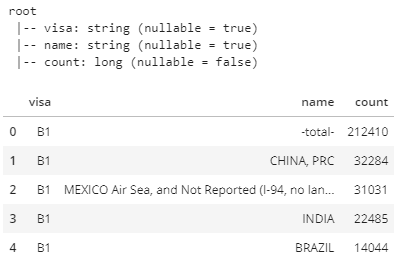 root
|-- visa: string (nullable = true)
|-- name: string (nullable = true)
|-- count: long (nullable = false)
visa name count
0 B1 -total- 212410
1 B1 CHINA, PRC 32284
2 B1 MEXICO Air Sea, and Not Reported (I-94, no lan... 31031
3 B1 INDIA 22485
4 B1 BRAZIL 14044